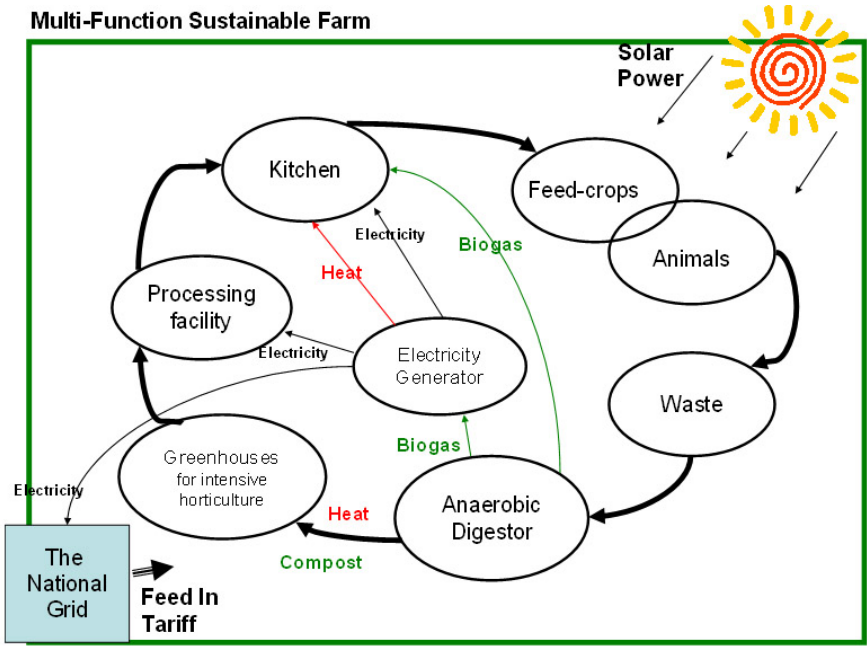 Multi-Function Sustainable Farm
Solar
Power
Kitchen
Feed-crops
Electricity
Biogas
Heat
Animals
Processing
facility
Electricity
Electricity
Generator
Waste
Biogas
Greenhouses
for intensive
horticulture
Electricity
Anaerobic
Digestor
Heat
Compost
The
National
Grid
Feed In
Tariff